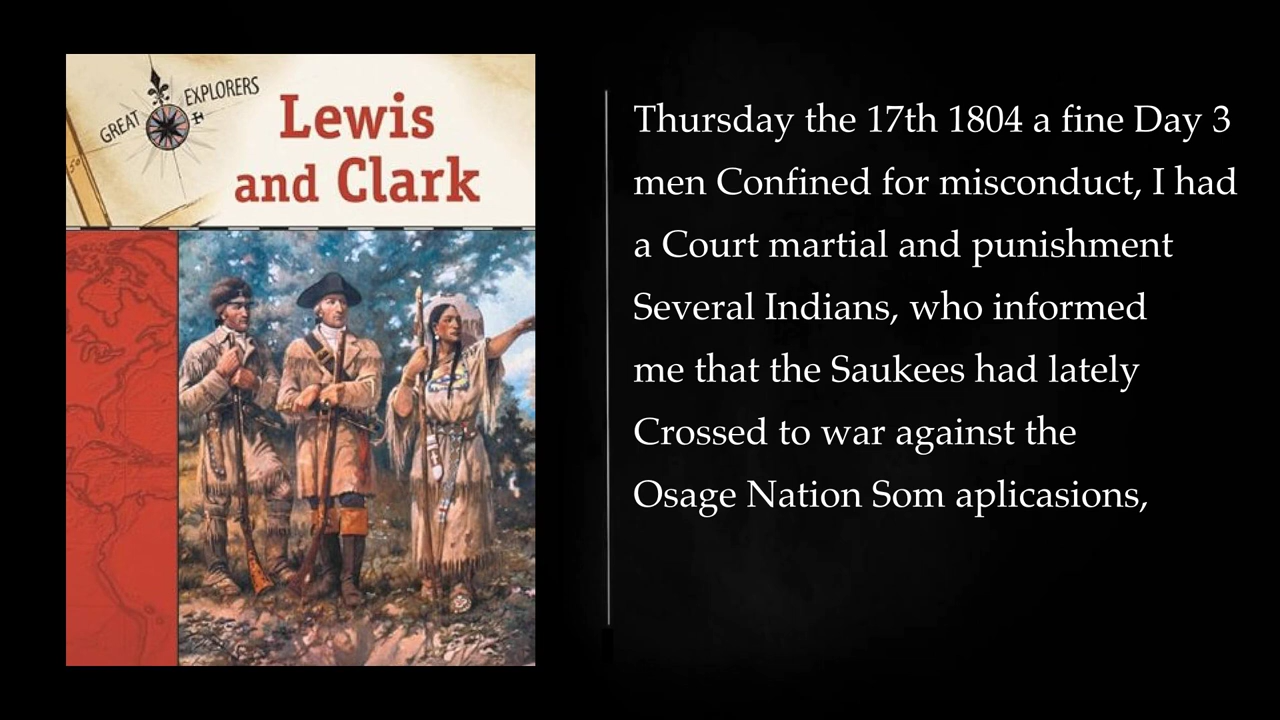 GREAT EXPLORERS
Lewis
and Clark
50
Thursday the 17th 1804 a fine Day 3
men Confined for misconduct, I had
a Court martial and punishment
Several Indians, who informed
me that the Saukees had lately
Crossed to war against the
Osage Nation Som aplicasions,